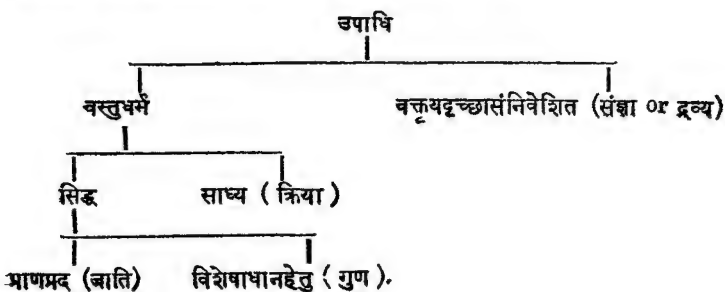 उपाधि
वस्तुधर्म वक्तृयदृच्छासंनिवेशित (संज्ञा or द्रव्य)
सिद्ध साध्य ( क्रिया )
प्राणप्रद (जाति) विशेषाधानहेतु ( गुण ).